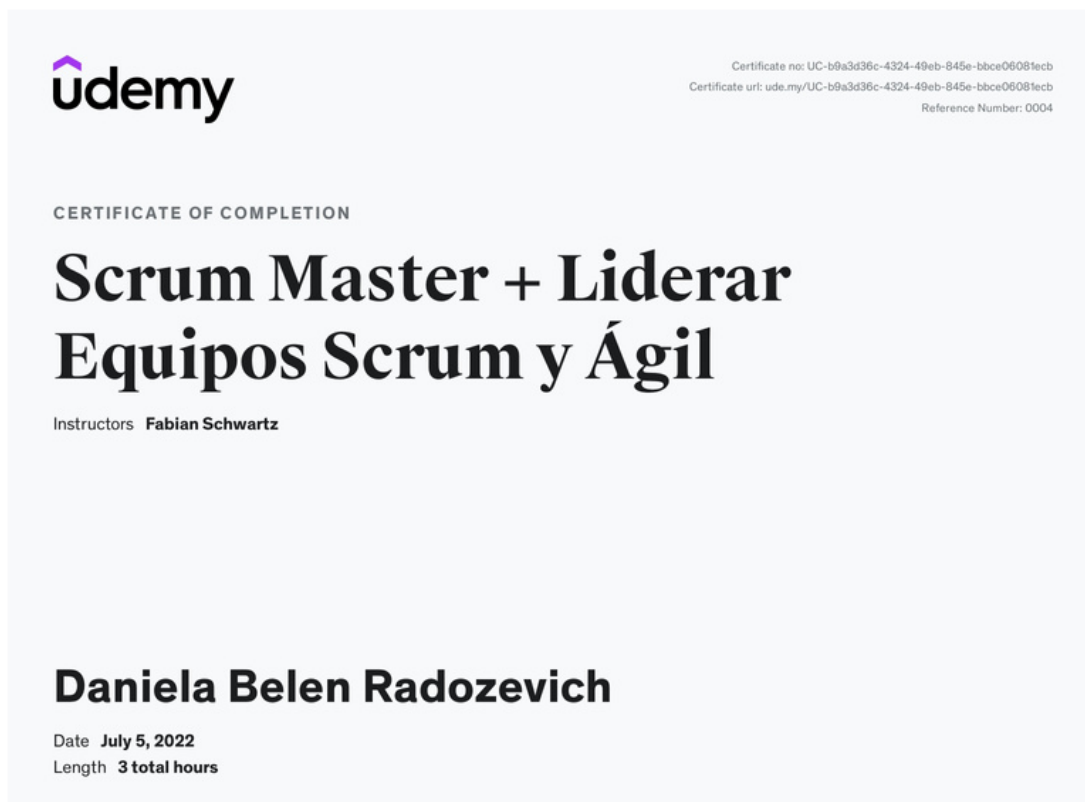 udemy
Certificate no: UC-b9a3d36c-4324-49eb-845e-bbce06081ecb
Certificate url: ude.my/UC-b9a3d36c-4324-49eb-845e-bbce06081ecb
Reference Number: 0004
CERTIFICATE OF COMPLETION
Scrum Master + Liderar
Equipos Scrum y Ágil
Instructors Fabian Schwartz
Daniela Belen Radozevich
Date July 5, 2022
Length 3 total hours